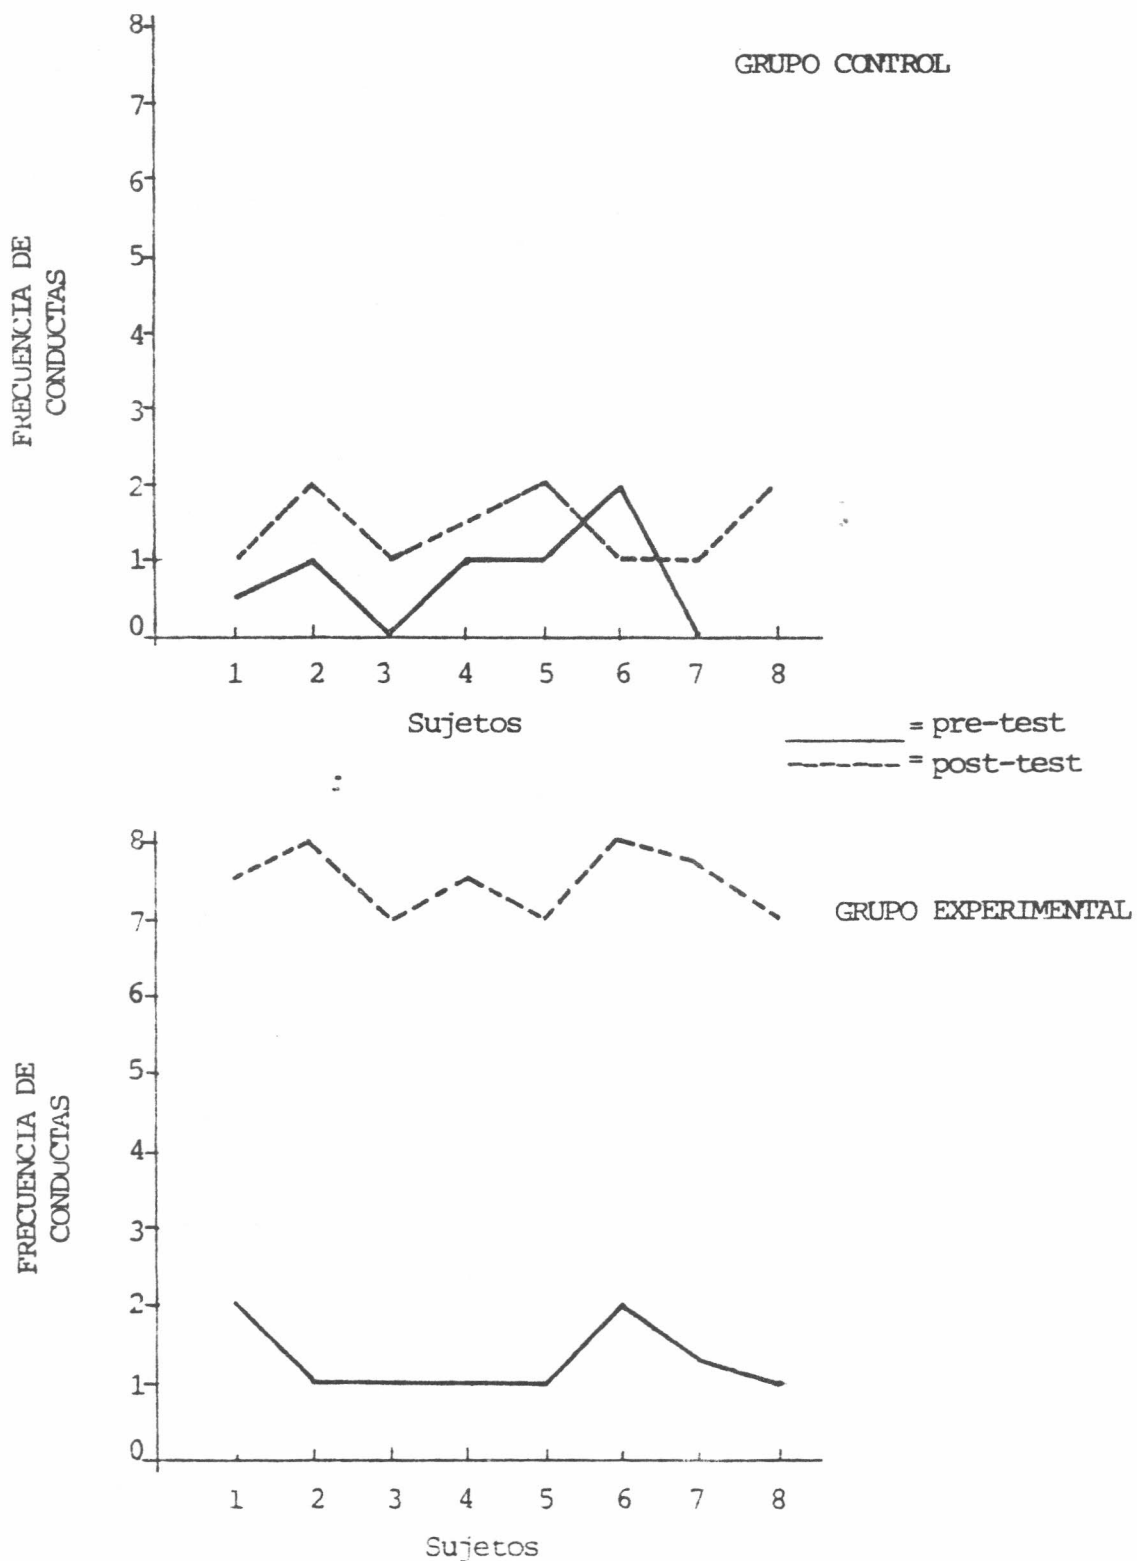 GRUPO CONTROL
8
7
6
5
4
3
2
1
0
FRECUENCIA DE
CONDUCTAS
1 2 3 4 5 6 7 8
Sujetos
= pre-test
= post-test
8
7
6
5
4
3
2
1
0
GRUPO EXPERIMENTAL
FRECUENCIA DE
CONDUCTAS
1 2 3 4 5 6 7 8
Sujetos